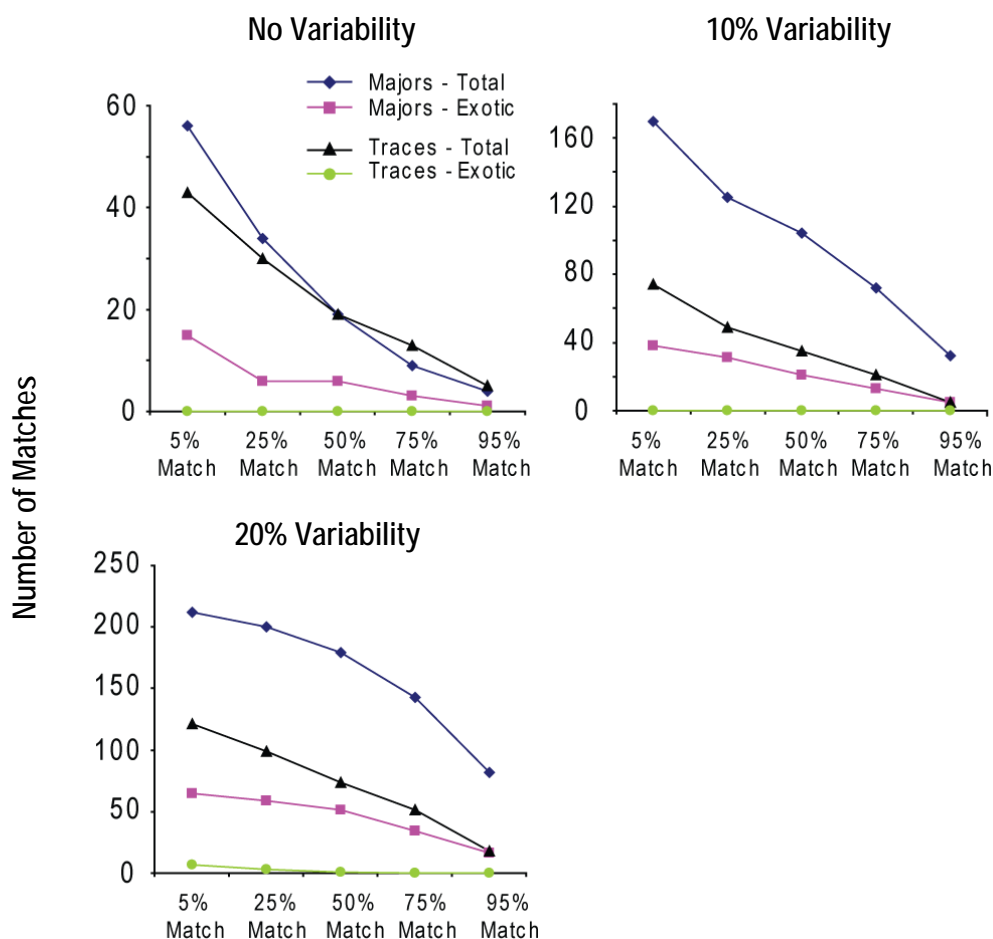 No Variability
10% Variability
Majors - Total
Majors - Exotic
Traces - Total
Traces - Exotic
60
40
20
0
5% Match
25% Match
50% Match
75% Match
95% Match
160
120
80
40
0
5% Match
25% Match
50% Match
75% Match
95% Match
Number of Matches
20% Variability
250
200
150
100
50
0
5% Match
25% Match
50% Match
75% Match
95% Match